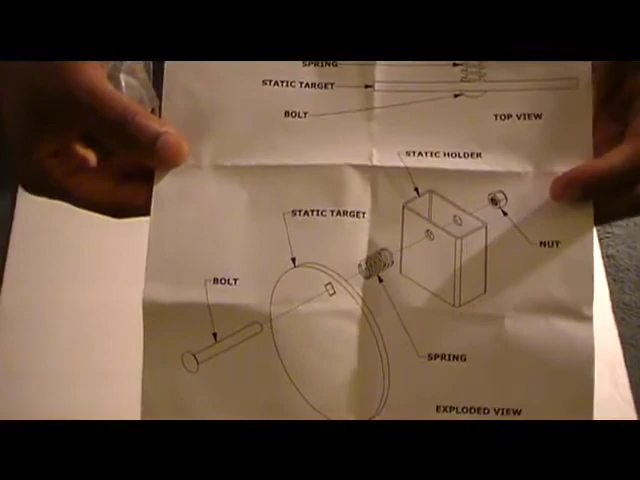 SPRING
STATIC TARGET
BOLT
TOP VIEW
STATIC HOLDER
STATIC TARGET
NUT
BOLT
SPRING
EXPLODED VIEW